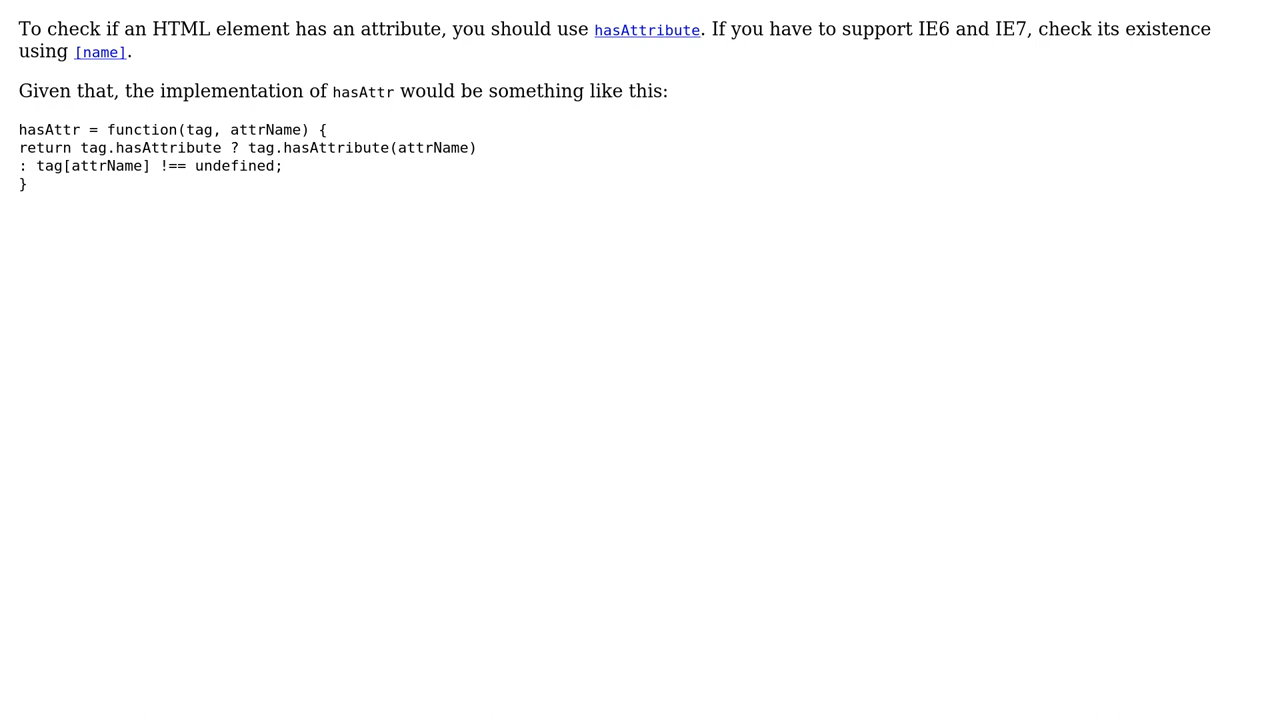 To check if an HTML element has an attribute, you should use hasAttribute. If you have to support IE6 and IE7, check its existence
using [name].
Given that, the implementation of hasAttr would be something like this:
hasAttr = function(tag, attrName) {
return tag.hasAttribute ? tag.hasAttribute(attrName)
: tag[attrName] !== undefined;
}